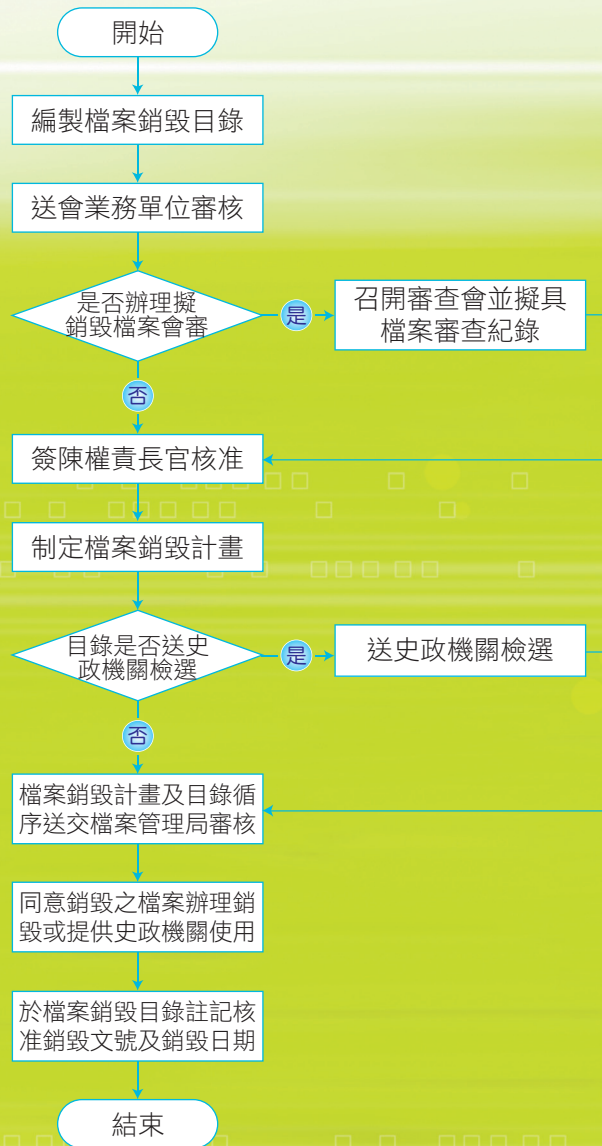 開始
編製檔案銷毀目錄
送會業務單位審核
是否辦理擬
銷毀檔案會審
是
召開審查會並擬具
檔案審查紀錄
否
簽陳權責長官核准
制定檔案銷毀計畫
目錄是否送史
政機關檢選
是
送史政機關檢選
否
檔案銷毀計畫及目錄循
序送交檔案管理局審核
同意銷毀之檔案辦理銷
毀或提供史政機關使用
於檔案銷毀目錄註記核
准銷毀文號及銷毀日期
結束